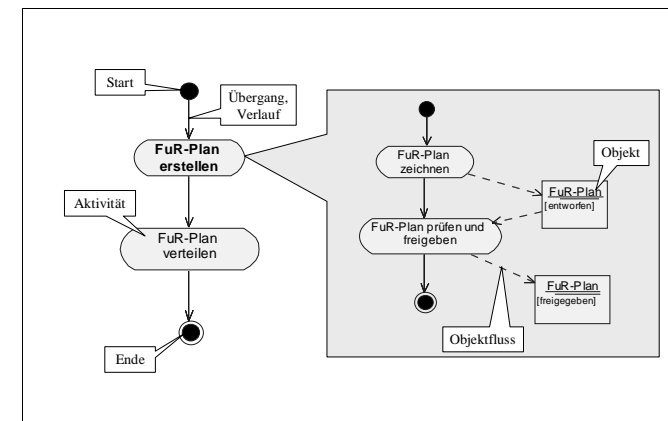 Start
Übergang,
Verlauf
FuR-Plan
erstellen
Aktivität
FuR-Plan
verteilen
Ende
FuR-Plan
zeichnen
Objekt
FuR-Plan
[entworfen]
FuR-Plan prüfen und
freigeben
FuR-Plan
[freigegeben]
Objektfluss